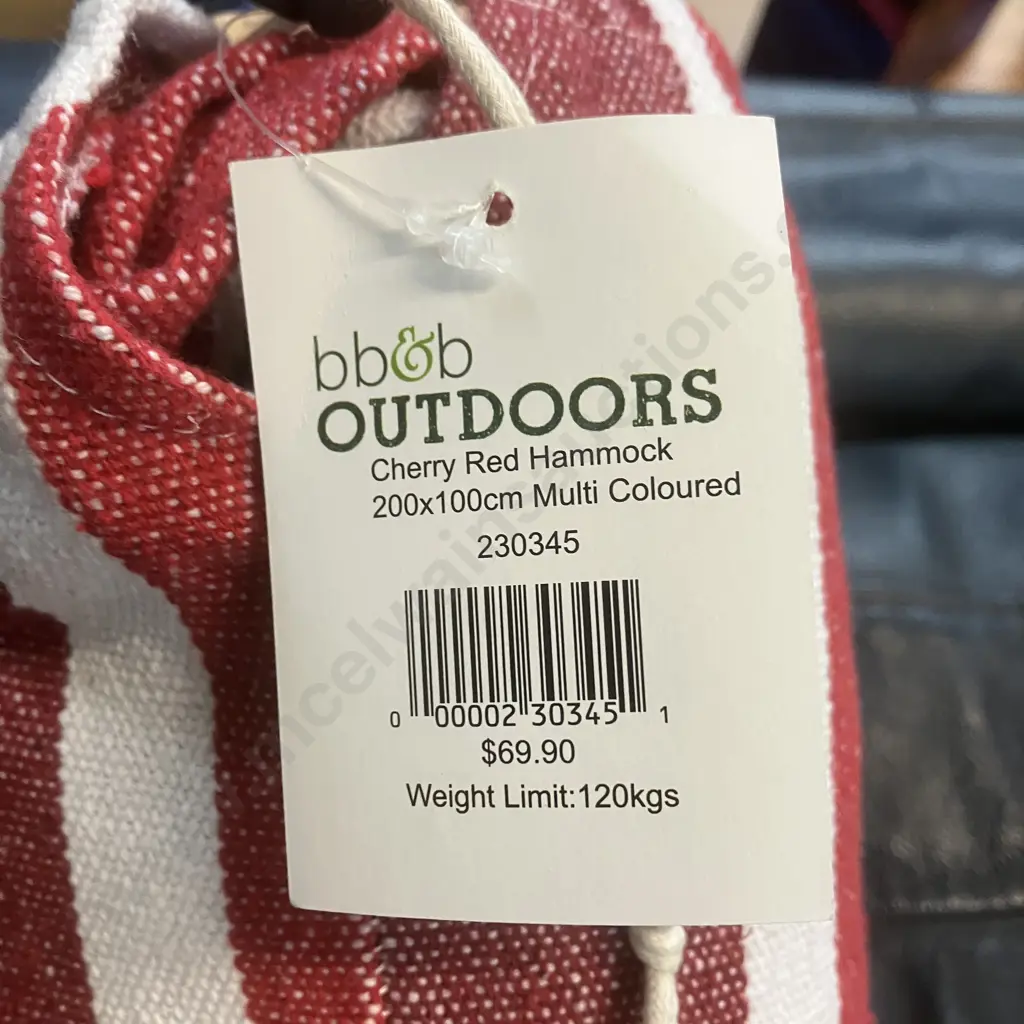 bb&b
OUTDOORS
Cherry Red Hammock
200x100cm Multi Coloured
230345
0 00002 30345 1
$69.90
Weight Limit:120kgs